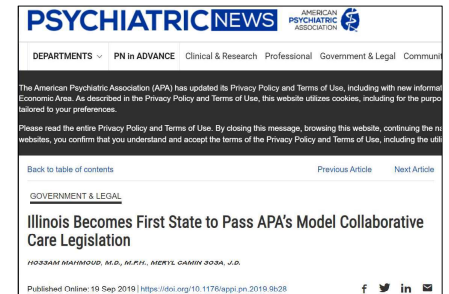 PSYCHIATRIC NEWS
AMERICAN
PSYCHIATRIC
ASSOCIATION
DEPARTMENTS PN in ADVANCE Clinical & Research Professional Government & Legal Communit
The American Psychiatric Association (APA) has updated its Privacy Policy and Terms of Use, including with new informat
Economic Area. As described in the Privacy Policy and Terms of Use, this website utilizes cookies, including for the purpo
tailored to your preferences.
Please read the entire Privacy Policy and Terms of Use. By closing this message, browsing this website, continuing the na
websites, you confirm that you understand and accept the terms of the Privacy Policy and Terms of Use, including the utili
Back to table of contents Previous Article Next Article
GOVERNMENT & LEGAL
Illinois Becomes First State to Pass APA's Model Collaborative
Care Legislation
HOSSAM MAHMOUD, M.D., M.P.H., MERYL CAMIN SOSA, J.D.
Published Online: 19 Sep 2019 | https://doi.org/10.1176/appi.pn.2019.9b28